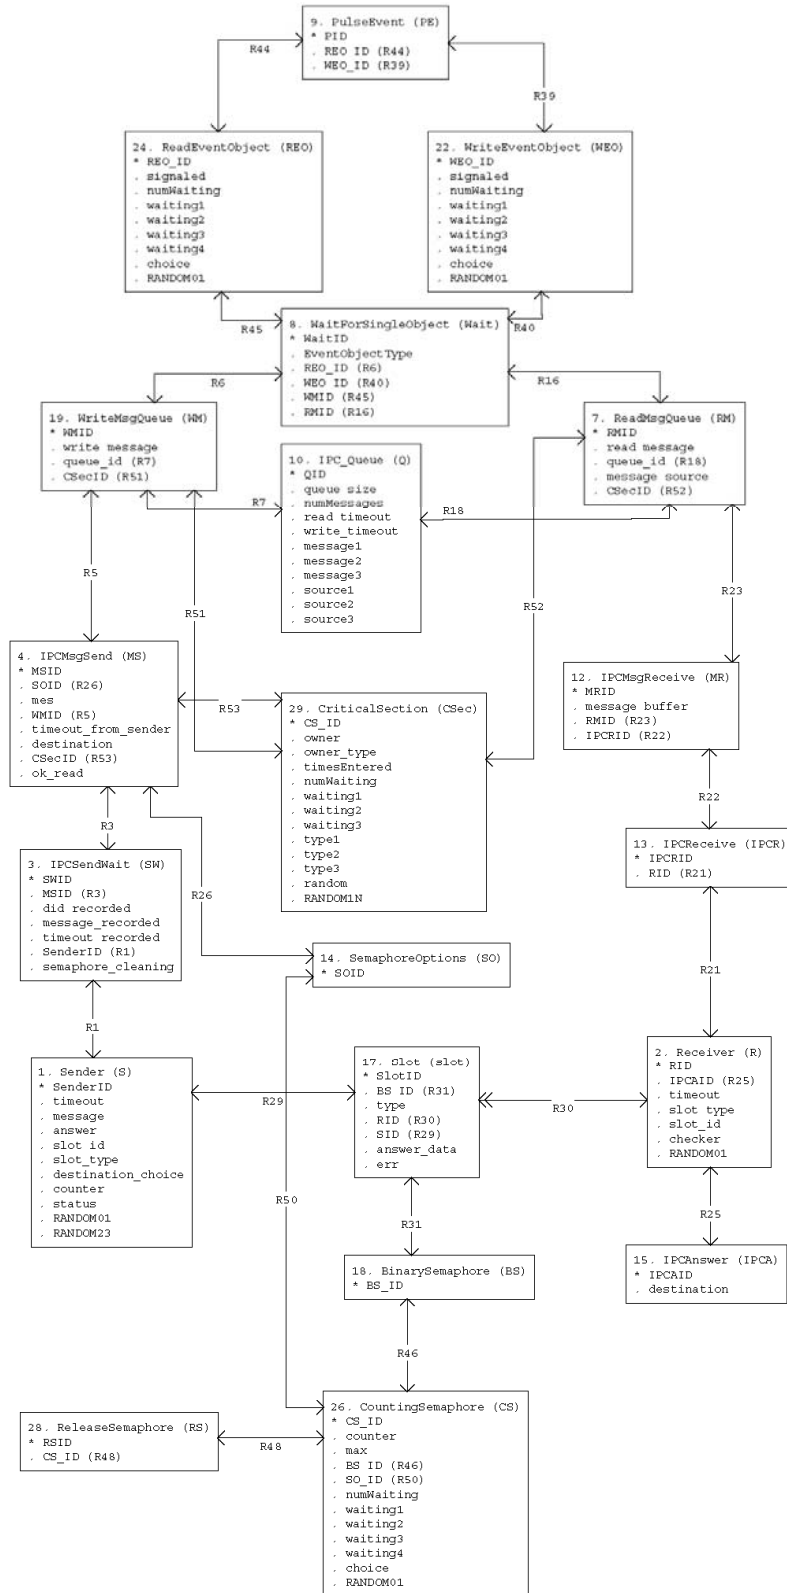 9. PulseEvent (PE)
* PID
. REO_ID (R44)
. WEO_ID (R39)
R44
R39
24. ReadEventObject (REO)
* REO_ID
. signaled
. numWaiting
. waiting1
. waiting2
. waiting3
. waiting4
. choice
. RANDOM01
22. WriteEventObject (WEO)
* WEO_ID
. signaled
. numWaiting
. waiting1
. waiting2
. waiting3
. waiting4
. choice
. RANDOM01
R45
R40
8. WaitForSingleObject (Wait)
* WaitID
. EventObjectType
. REO_ID (R6)
. WEO_ID (R40)
. WMID (R45)
. RMID (R16)
R6
R16
19. WriteMsgQueue (WM)
* WMID
. write message
. queue_id (R7)
. CSecID (R51)
7. ReadMsgQueue (RM)
* RMID
. read message
. queue_id (R18)
. message source
. CSecID (R52)
10. IPC_Queue (Q)
* QID
. queue size
. numMessages
. read timeout
. write_timeout
. message1
. message2
. message3
. source1
. source2
. source3
R7
R18
R5
R51
R52
R23
4. IPCMsgSend (MS)
* MSID
. SOID (R26)
. mes
. WMID (R5)
. timeout_from_sender
. destination
. CSecID (R53)
. ok_read
R53
29. CriticalSection (CSec)
* CS_ID
. owner
. owner_type
. timesEntered
. numWaiting
. waiting1
. waiting2
. waiting3
. type1
. type2
. type3
. random
. RANDOM1N
12. IPCMsgReceive (MR)
* MRID
. message buffer
. RMID (R23)
. IPCRID (R22)
R22
R3
R26
13. IPCReceive (IPCR)
* IPCRID
. RID (R21)
3. IPCSendWait (SW)
* SWID
. MSID (R3)
. did recorded
. message_recorded
. timeout recorded
. SenderID (R1)
. semaphore_cleaning
14. SemaphoreOptions (SO)
* SOID
R21
R1
1. Sender (S)
* SenderID
. timeout
. message
. answer
. slot id
. slot_type
. destination_choice
. counter
. status
. RANDOM01
. RANDOM23
R29
17. Slot (slot)
* SlotID
. BS ID (R31)
. type
. RID (R30)
. SID (R29)
. answer_data
. err
R30
2. Receiver (R)
* RID
. IPCAID (R25)
. timeout
. slot type
. slot_id
. checker
. RANDOM01
R50
R31
R25
18. BinarySemaphore (BS)
* BS_ID
15. IPCAnswer (IPCA)
* IPCAID
. destination
R46
28. ReleaseSemaphore (RS)
* RSID
. CS_ID (R48)
R48
26. CountingSemaphore (CS)
* CS_ID
. counter
. max
. BS ID (R46)
. SO_ID (R50)
. numWaiting
. waiting1
. waiting2
. waiting3
. waiting4
. choice
. RANDOM01